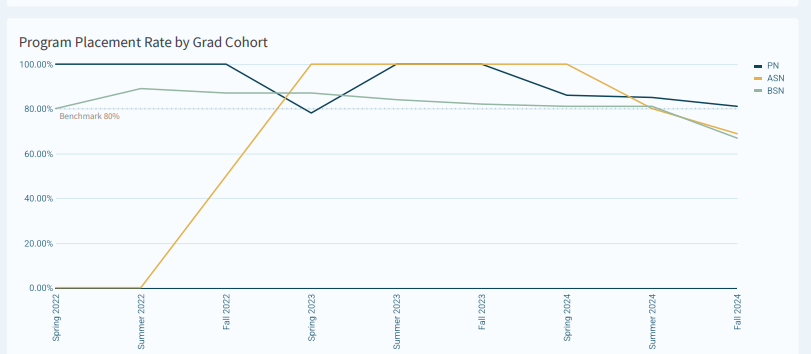 Program Placement Rate by Grad Cohort
100.00%
80.00%
60.00%
40.00%
20.00%
0.00%
Benchmark 80%
PN
ASN
BSN
Spring 2022
Summer 2022
Fall 2022
Spring 2023
Summer 2023
Fall 2023
Spring 2024
Summer 2024
Fall 2024